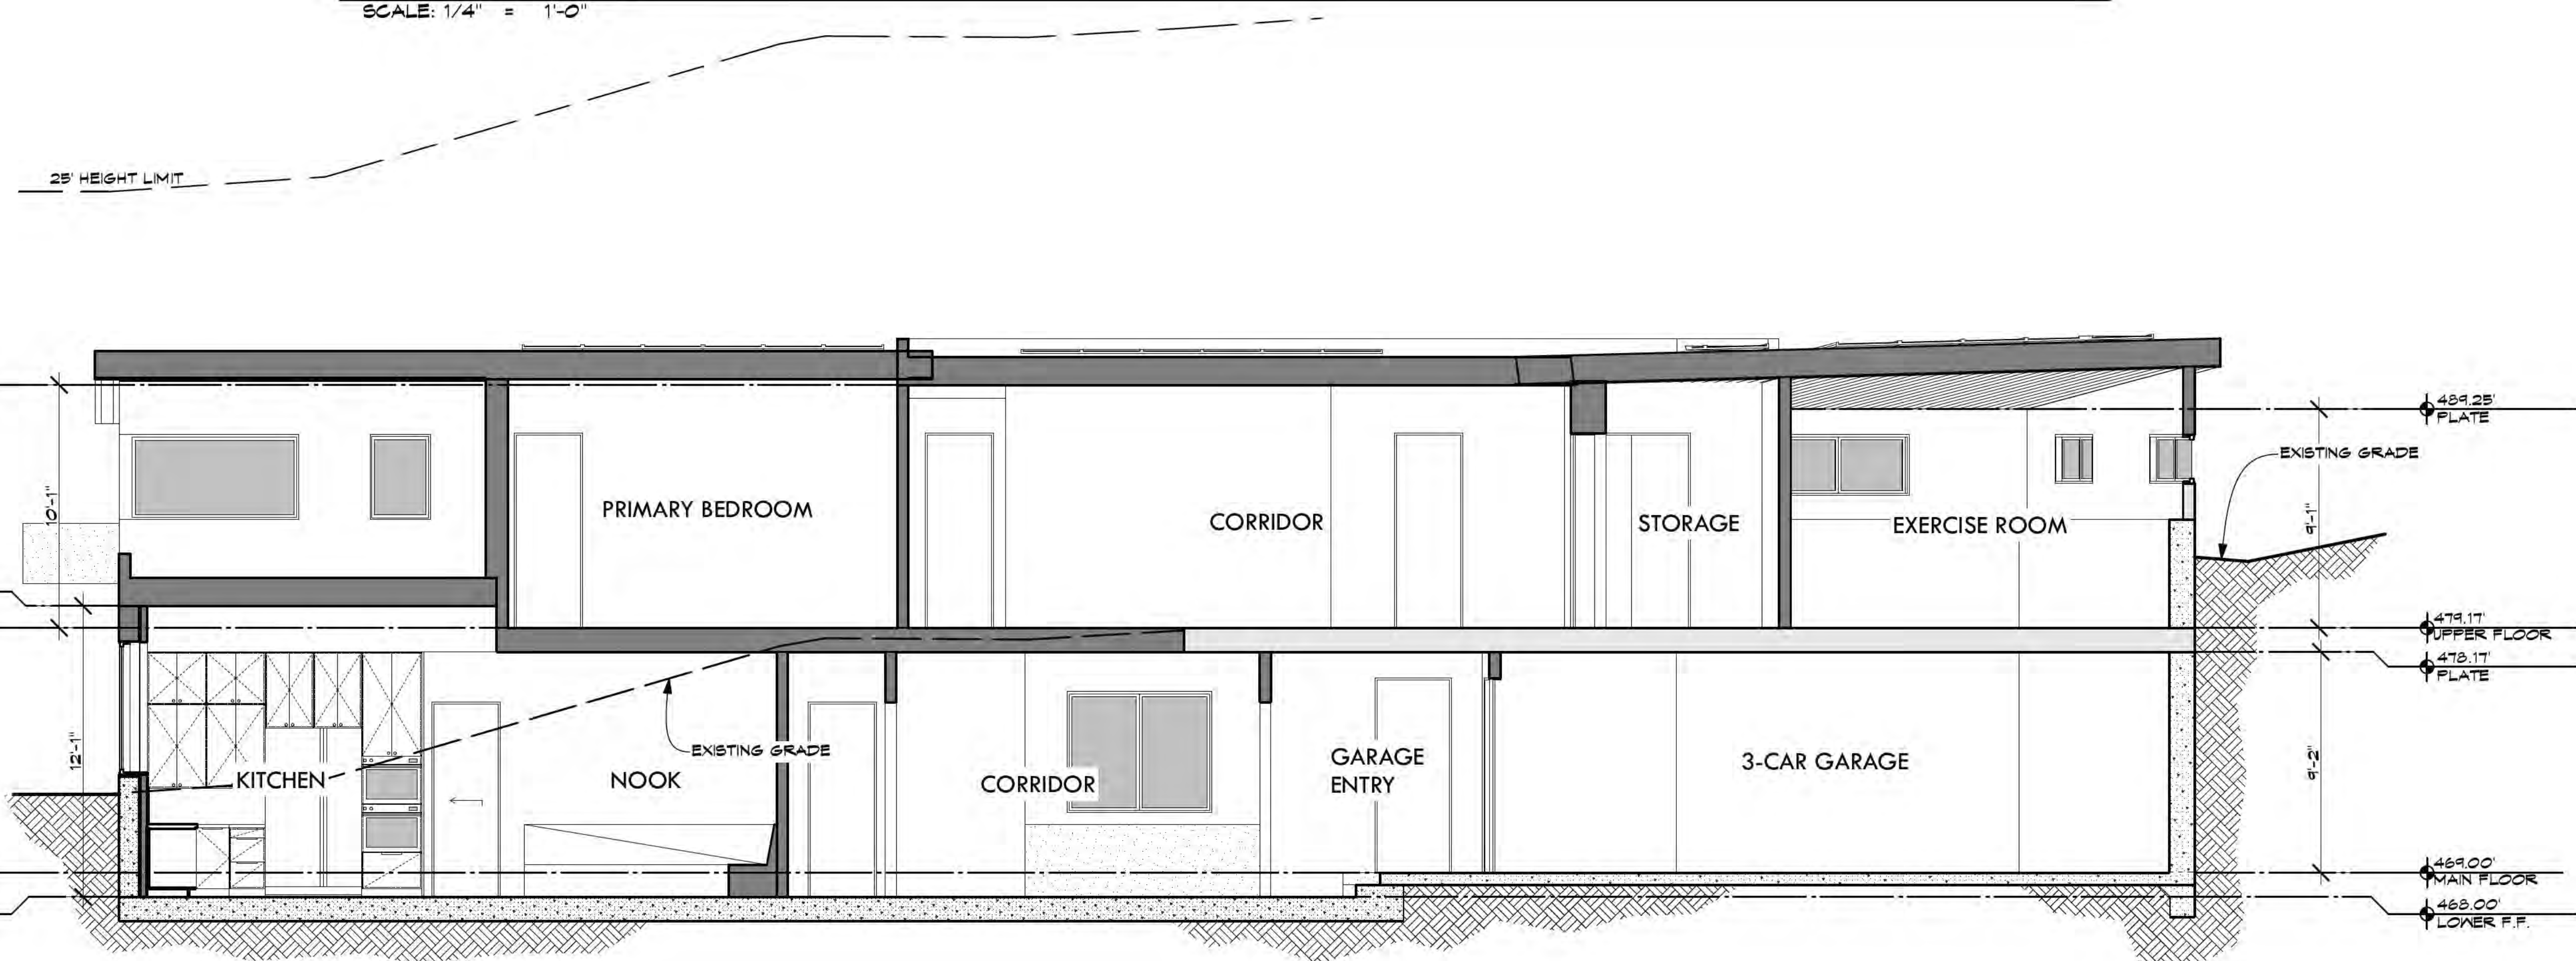 SCALE: 1/4" = 1'-0"
25' HEIGHT LIMIT
489.25'
PLATE
EXISTING GRADE
10'-1"
PRIMARY BEDROOM
CORRIDOR
STORAGE
EXERCISE ROOM
9'-1"
479.17'
UPPER FLOOR
478.17'
PLATE
12'-1"
KITCHEN
NOOK
EXISTING GRADE
CORRIDOR
GARAGE
ENTRY
3-CAR GARAGE
9'-2"
469.00'
MAIN FLOOR
468.00'
LOWER F.F.